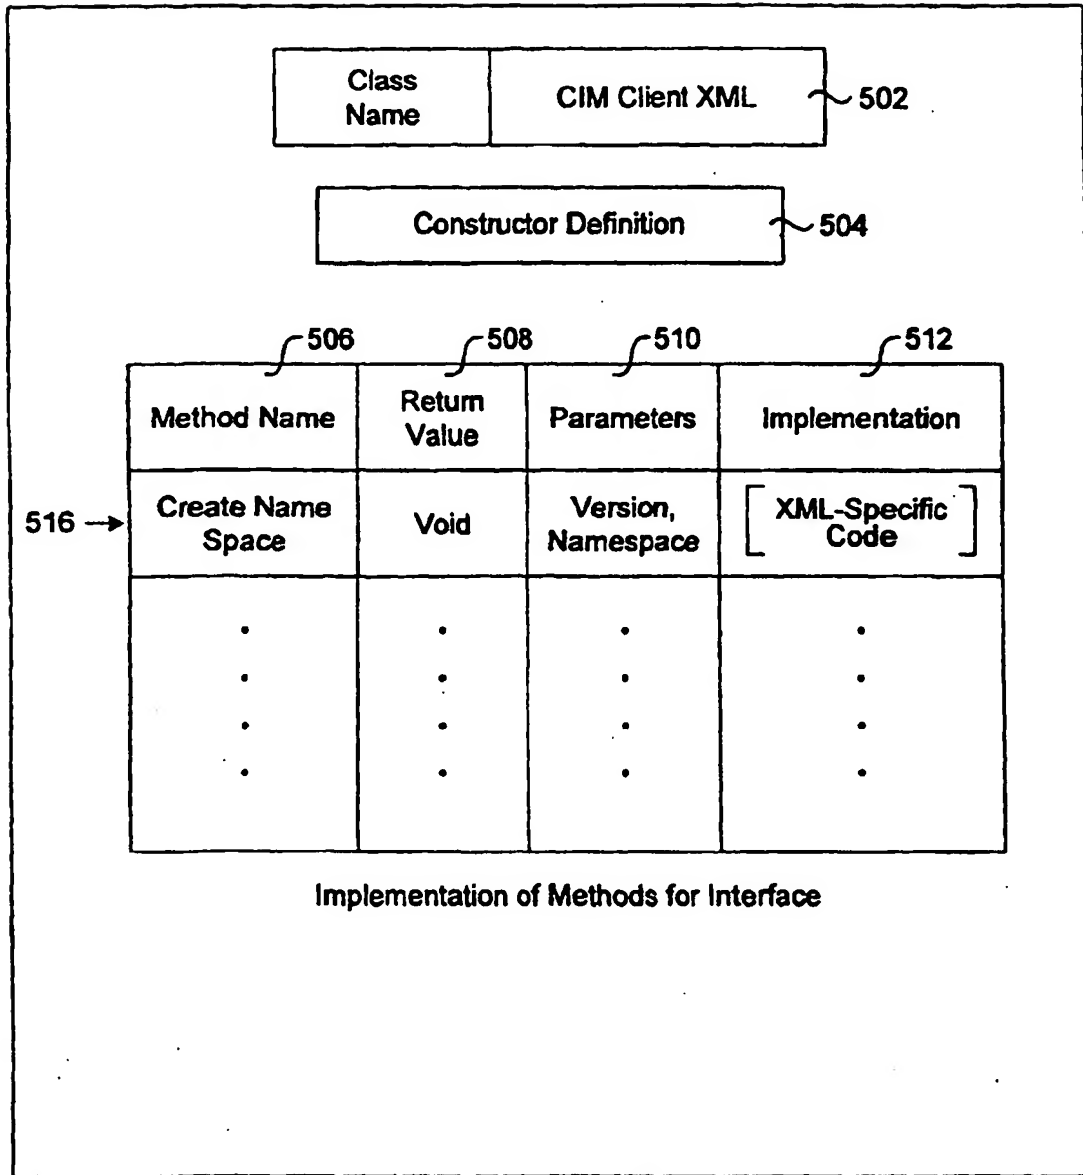 Class
Name
CIM Client XML
502
Constructor Definition
504
506
508
510
512
Method Name
Return
Value
Parameters
Implementation
516
Create Name
Space
Void
Version,
Namespace
XML-Specific
Code
Implementation of Methods for Interface